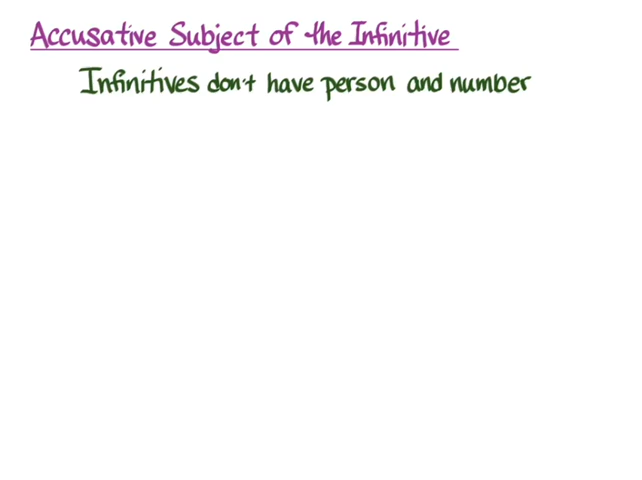 Accusative Subject of the Infinitive
Infinitives don't have person and number